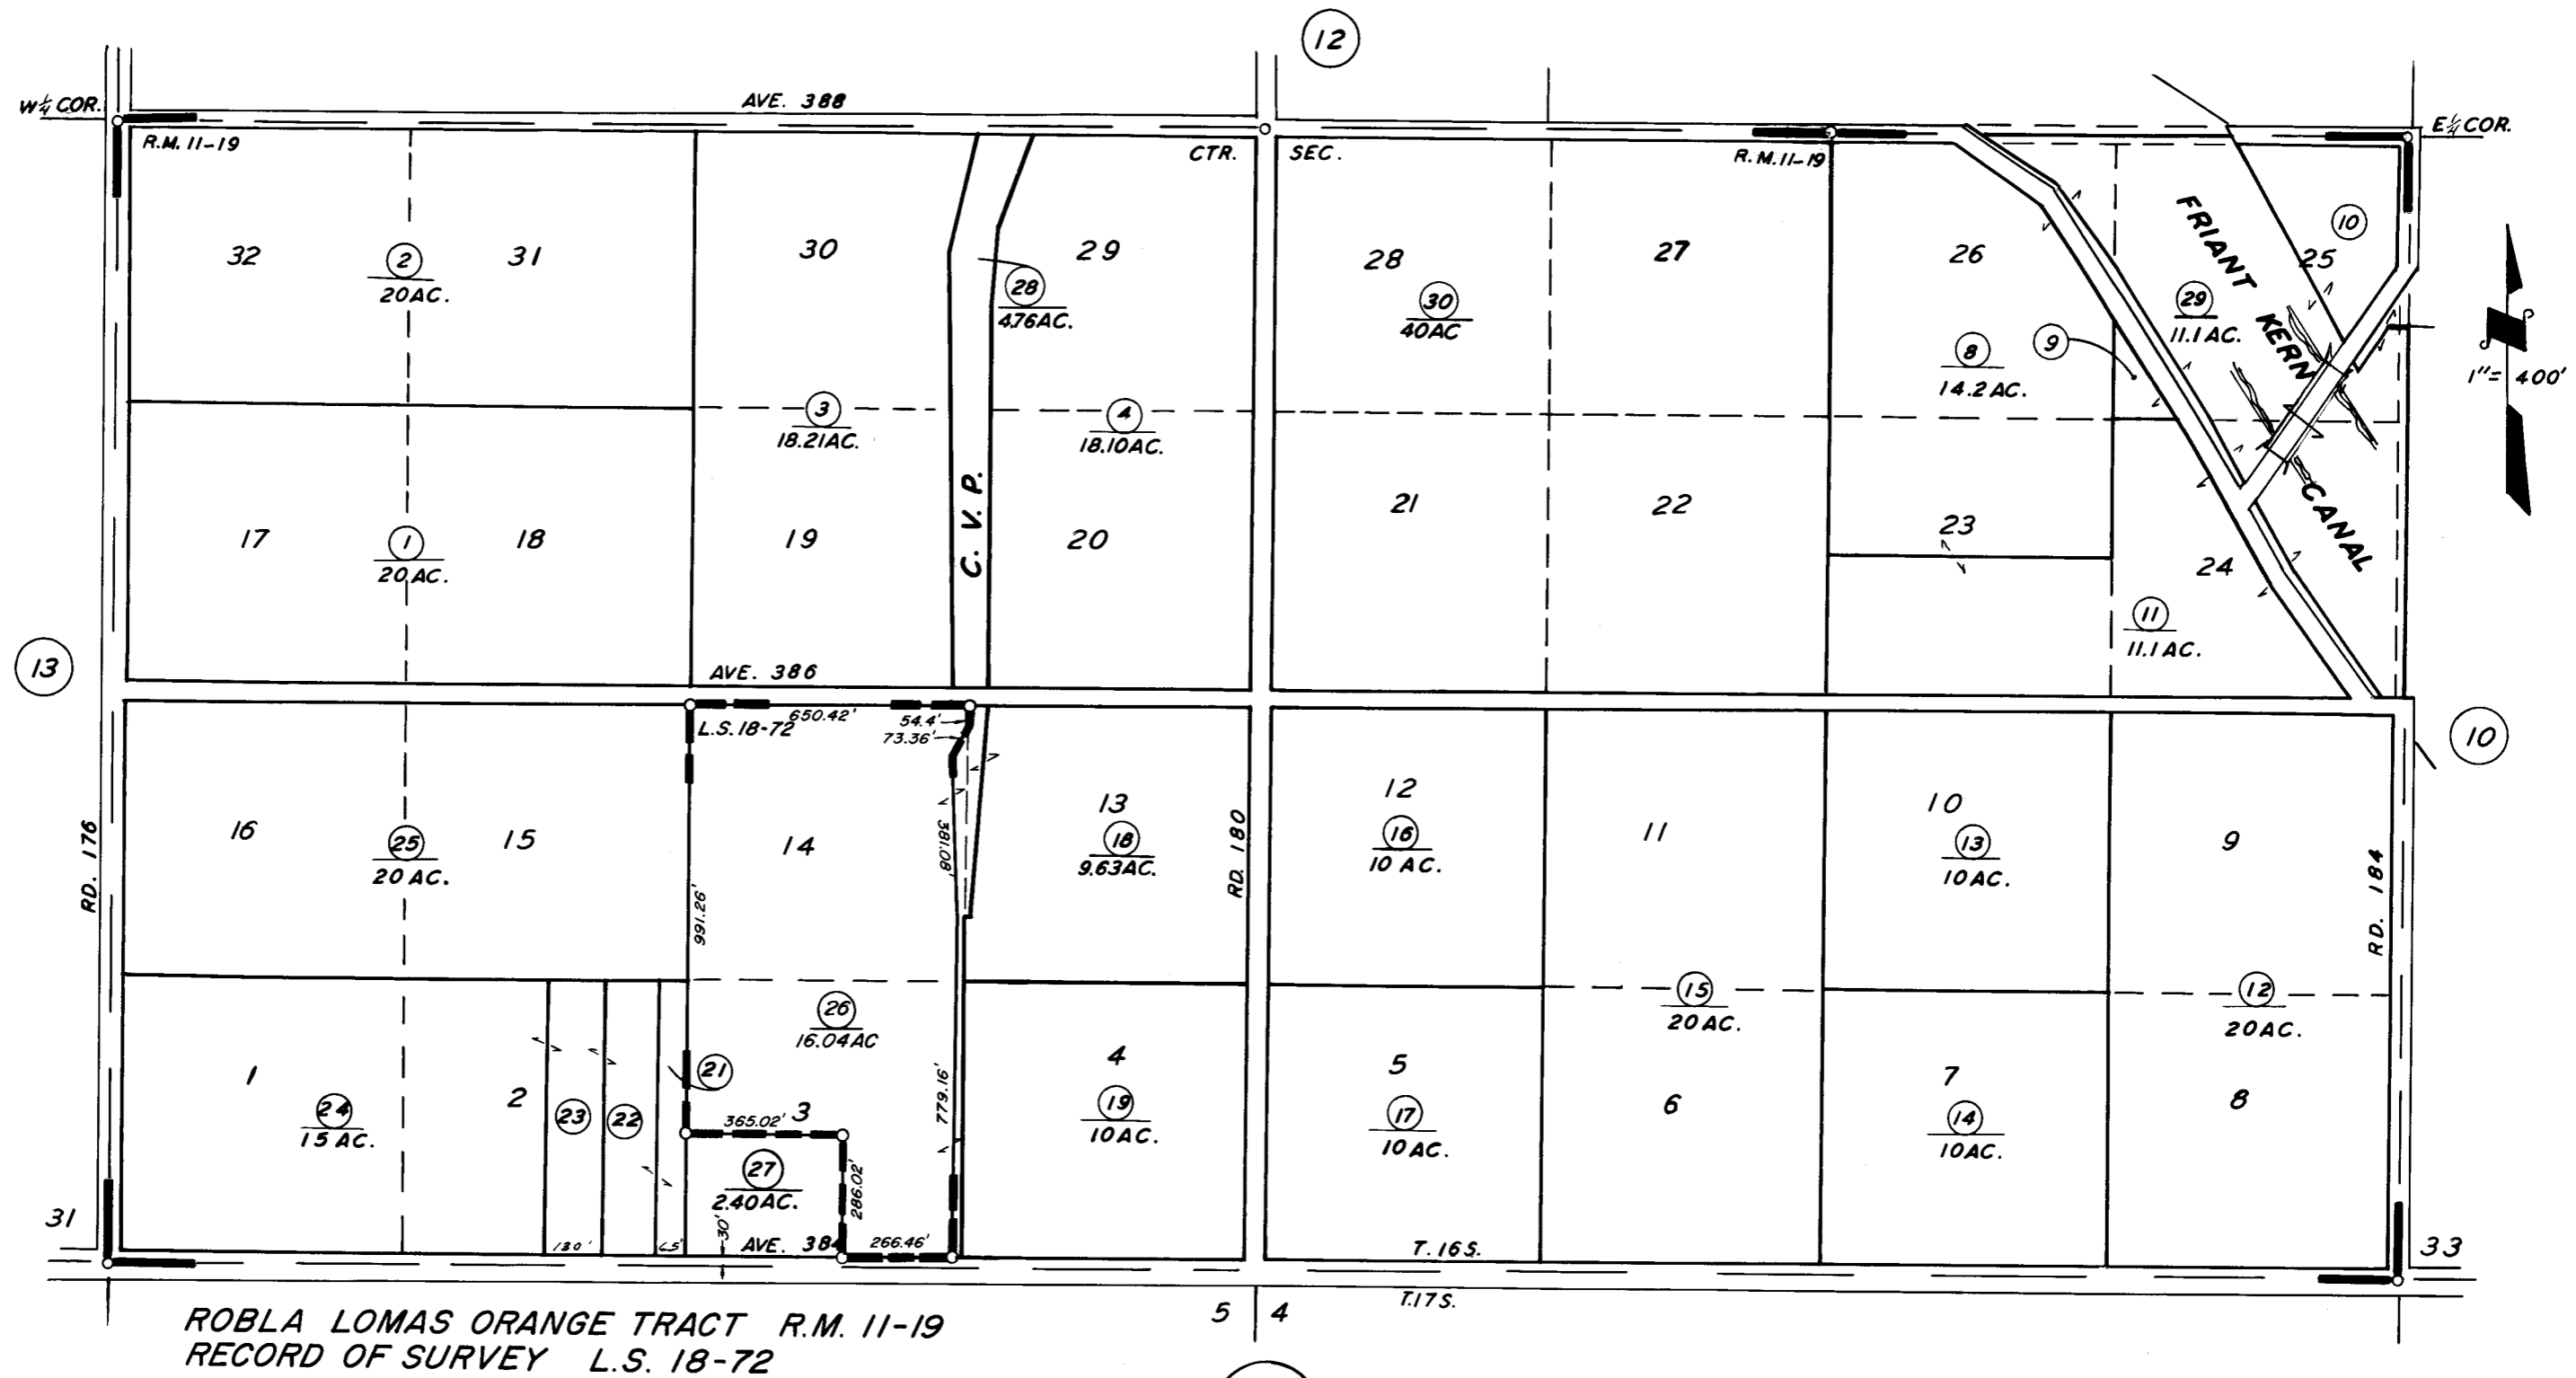 12
W¼ COR.
AVE. 388
E¼ COR.
R.M. 11-19
CTR.
SEC.
R.M. 11-19
32
2
20AC.
31
30
28
4.76AC.
29
28
30
40AC
27
26
8
14.2 AC.
9
FRIANT KERN CANAL
29
11.1 AC.
10
25
1"= 400'
3
18.21AC.
4
18.10AC.
17
1
20AC.
18
19
C. V. P.
20
21
22
23
24
11
11.1 AC.
13
AVE. 386
L.S. 18-72
650.42'
54.4'
73.36'
10
RD. 176
16
25
20 AC.
15
991.26'
14
381.08'
13
18
9.63AC.
RD. 180
12
16
10 AC.
11
10
13
10AC.
9
RD. 184
1
24
15 AC.
2
23
22
21
26
16.04AC
3
365.02'
779.16'
4
19
10AC.
5
17
10 AC.
15
20 AC.
6
7
14
10AC.
12
20AC.
8
27
2.40AC.
286.02'
31
130'
65'
30'
AVE. 384
266.46'
T. 16 S.
33
T.17 S.
5
4
ROBLA LOMAS ORANGE TRACT R.M. 11-19
RECORD OF SURVEY L.S. 18-72